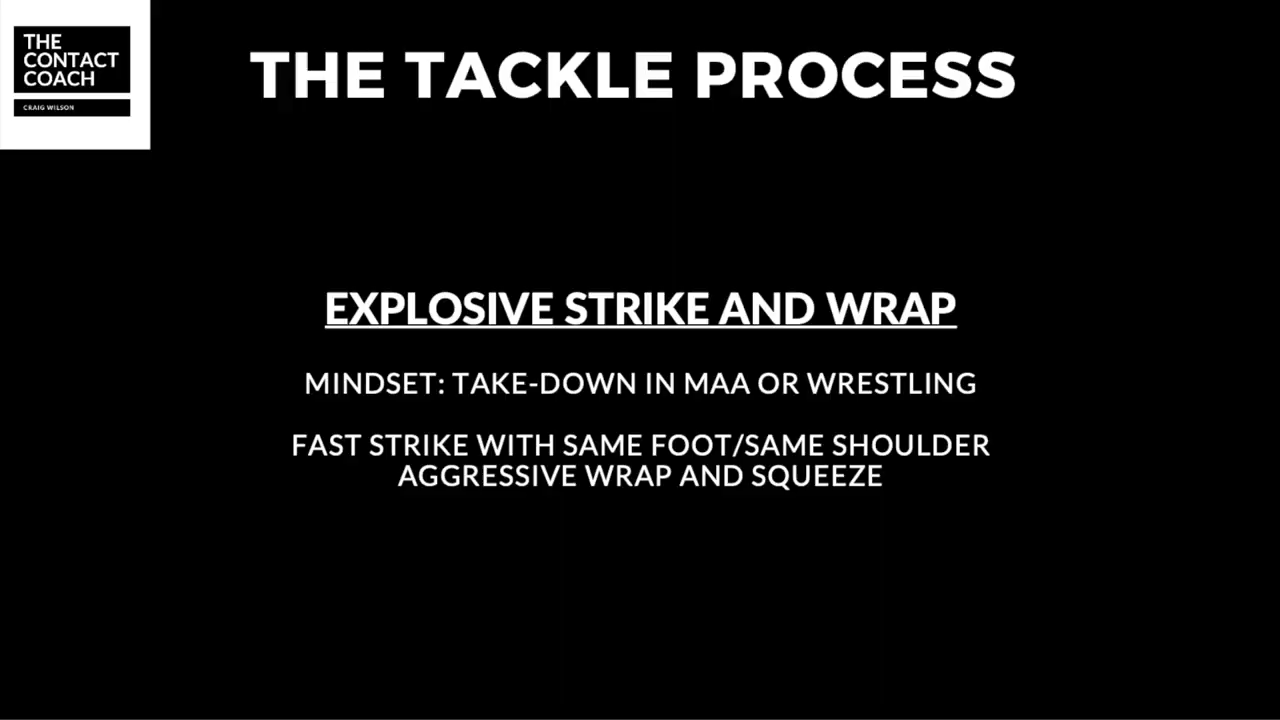 THE
CONTACT
COACH
CRAIG WILSON
THE TACKLE PROCESS
EXPLOSIVE STRIKE AND WRAP
MINDSET: TAKE-DOWN IN MAA OR WRESTLING
FAST STRIKE WITH SAME FOOT/SAME SHOULDER
AGGRESSIVE WRAP AND SQUEEZE